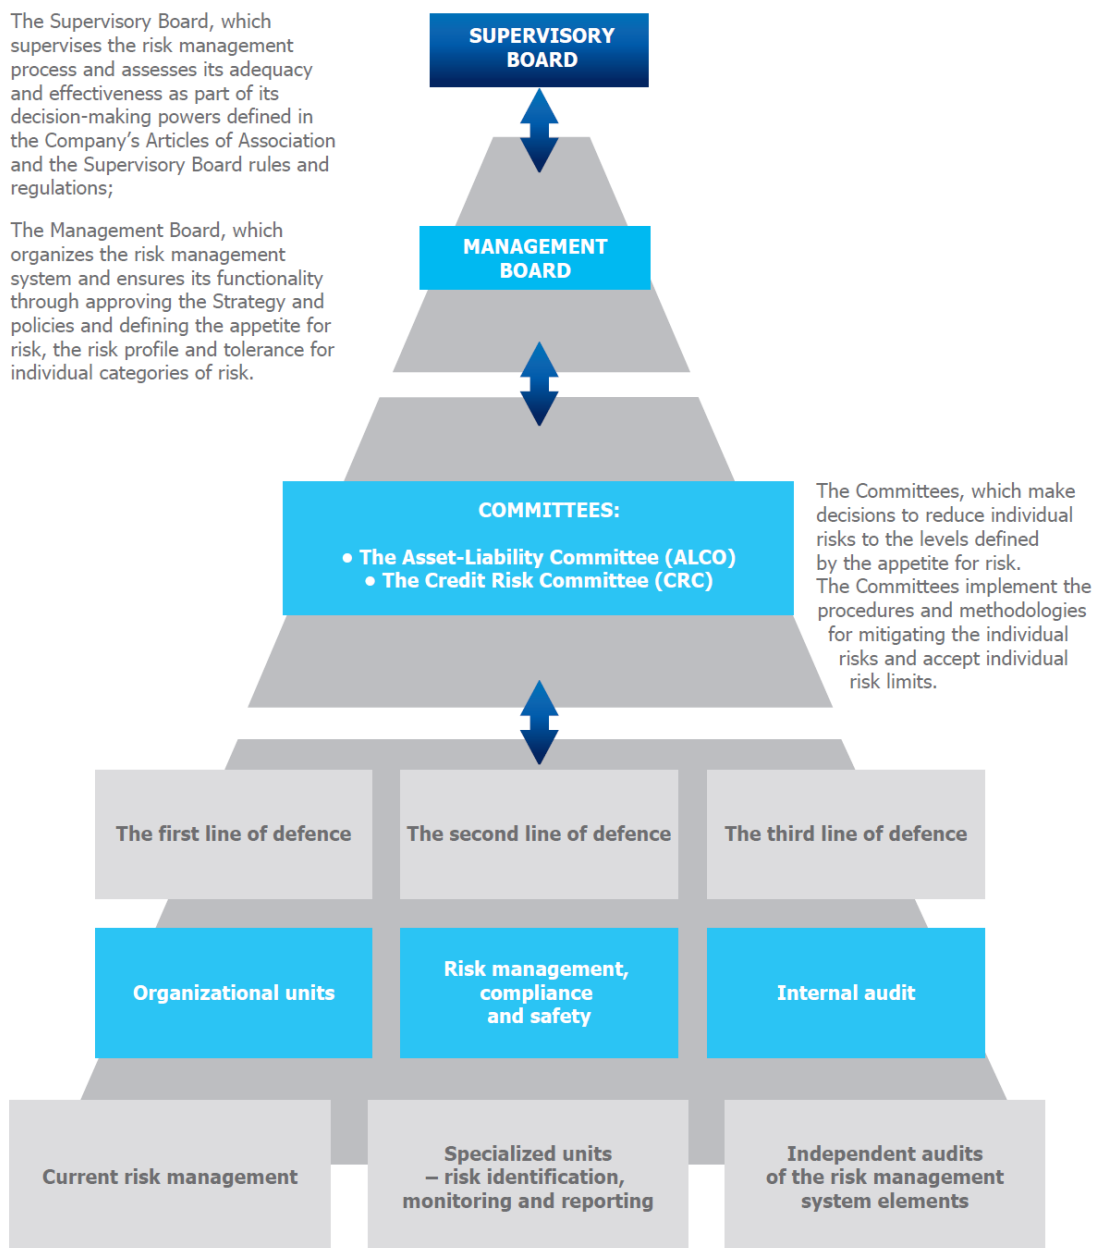 The Supervisory Board, which
supervises the risk management
process and assesses its adequacy
and effectiveness as part of its
decision-making powers defined in
the Company’s Articles of Association
and the Supervisory Board rules and
regulations;
The Management Board, which
organizes the risk management
system and ensures its functionality
through approving the Strategy and
policies and defining the appetite for
risk, the risk profile and tolerance for
individual categories of risk.
SUPERVISORY
BOARD
MANAGEMENT
BOARD
COMMITTEES:
● The Asset-Liability Committee (ALCO)
● The Credit Risk Committee (CRC)
The Committees, which make
decisions to reduce individual
risks to the levels defined
by the appetite for risk.
The Committees implement the
procedures and methodologies
for mitigating the individual
risks and accept individual
risk limits.
The first line of defence
The second line of defence
The third line of defence
Organizational units
Risk management,
compliance
and safety
Internal audit
Current risk management
Specialized units
– risk identification,
monitoring and reporting
Independent audits
of the risk management
system elements